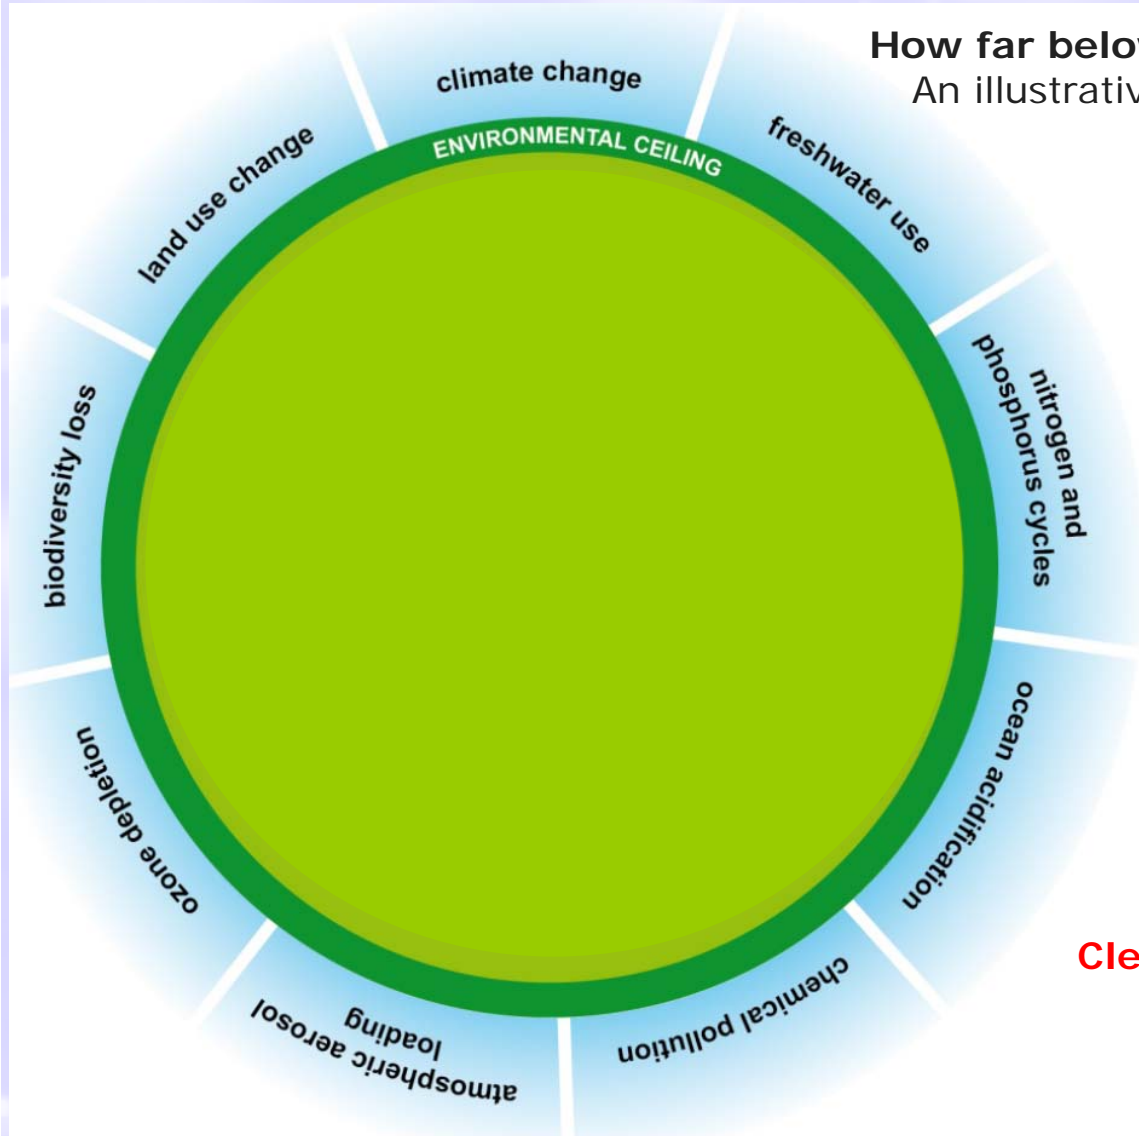 How far belo
An illustrativ
climate change
ENVIRONMENTAL CEILING
freshwater use
nitrogen and
phosphorus cycles
ocean acidification
chemical pollution
atmospheric aerosol
loading
ozone depletion
biodiversity loss
land use change
Cle